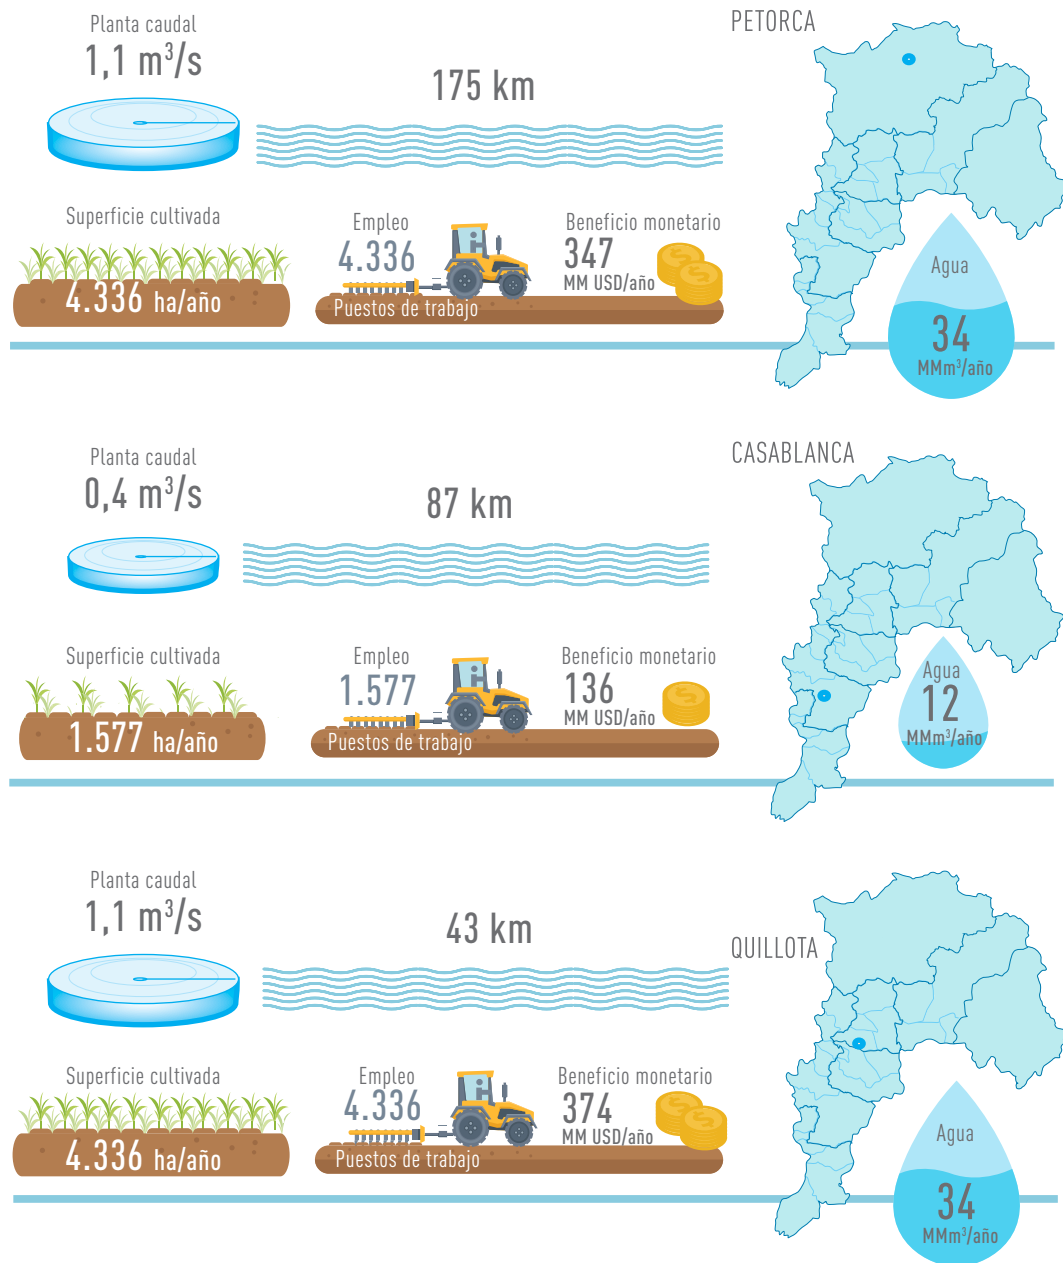 Planta caudal
1,1 m³/s
175 km
PETORCA
Superficie cultivada
4.336 ha/año
Empleo
4.336
Puestos de trabajo
Beneficio monetario
347
MM USD/año
Agua
34
MMm³/año
Planta caudal
0,4 m³/s
87 km
CASABLANCA
Superficie cultivada
1.577 ha/año
Empleo
1.577
Puestos de trabajo
Beneficio monetario
136
MM USD/año
Agua
12
MMm³/año
Planta caudal
1,1 m³/s
43 km
QUILLOTA
Superficie cultivada
4.336 ha/año
Empleo
4.336
Puestos de trabajo
Beneficio monetario
374
MM USD/año
Agua
34
MMm³/año